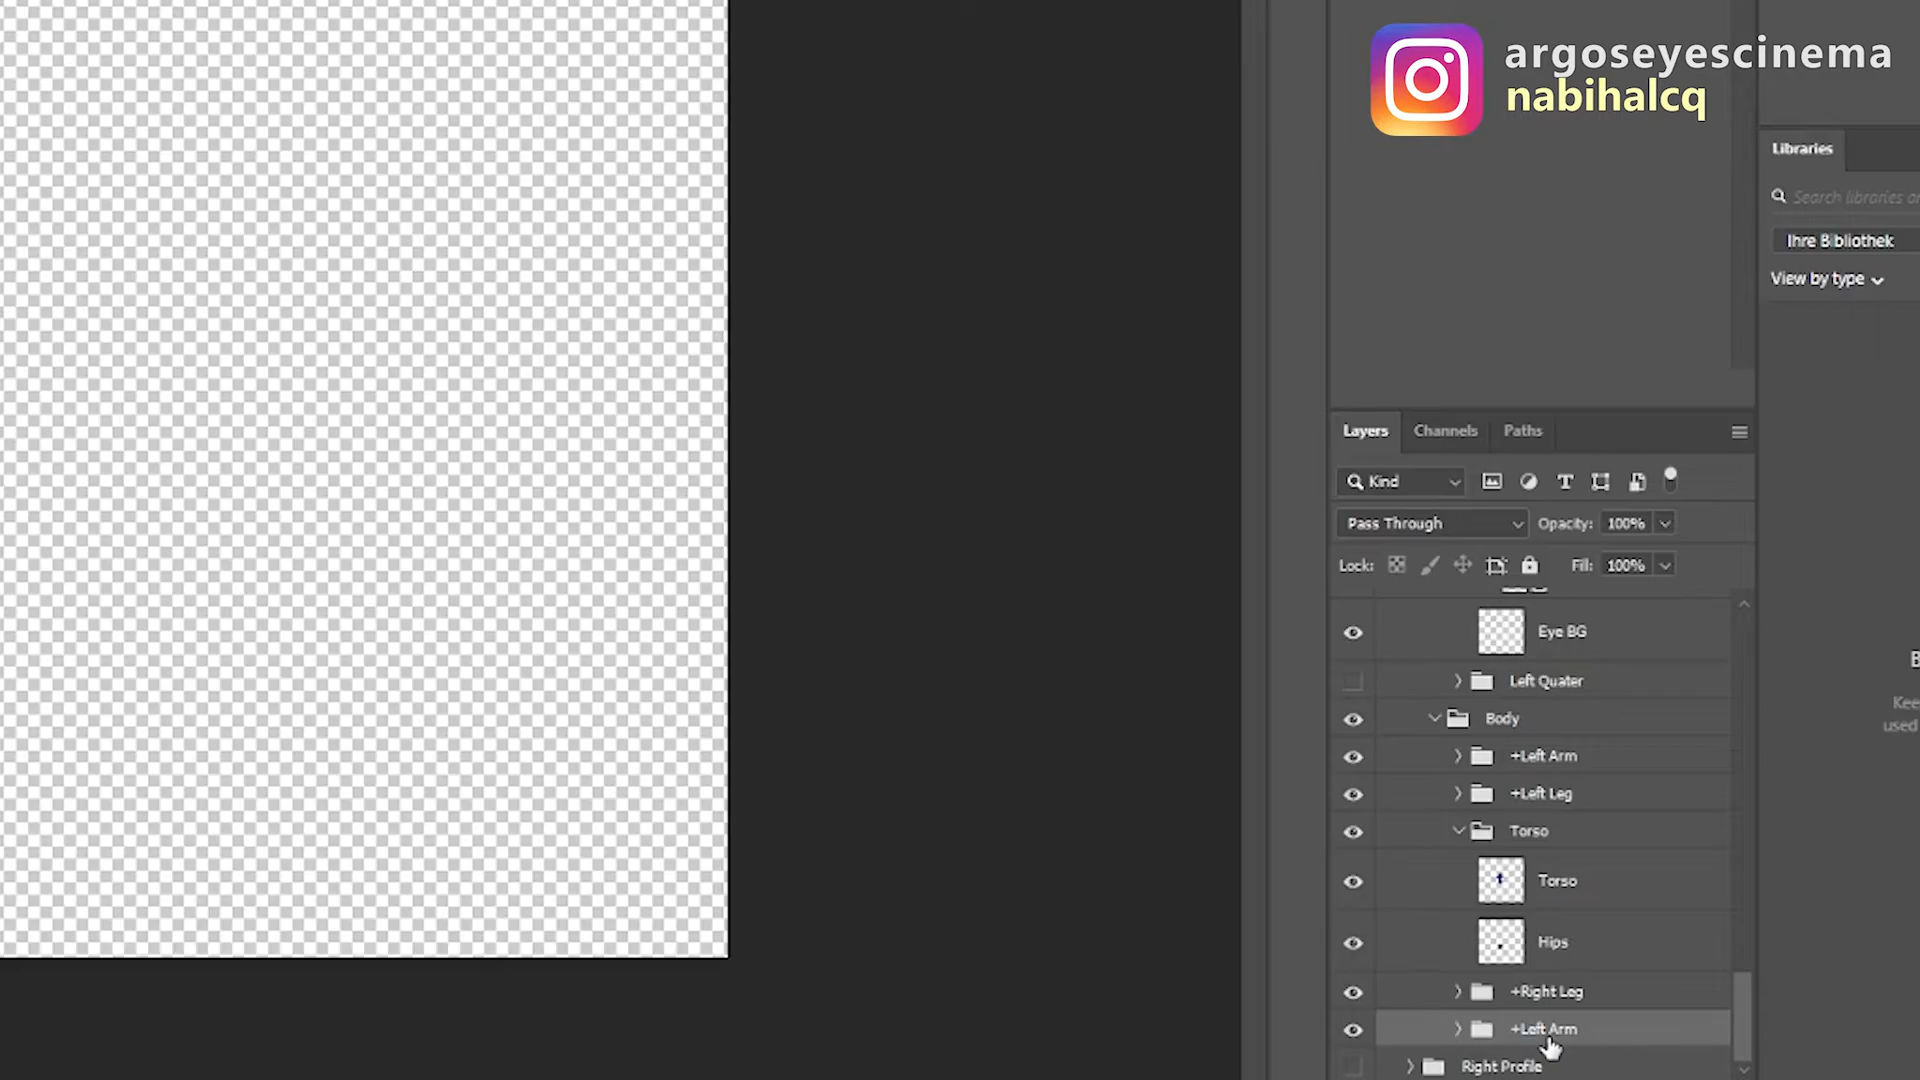 argoseyescinema
nabihalcq
Libraries
Search libraries
Ihre Bibliothek
View by type
Layers
Channels
Paths
Kind
Pass Through
Opacity: 100%
Lock:
Fill: 100%
Eye BG
Left Quater
Body
+Left Arm
+Left Leg
Torso
Torso
Hips
+Right Leg
+Left Arm
Right Profile
B
Kee
used